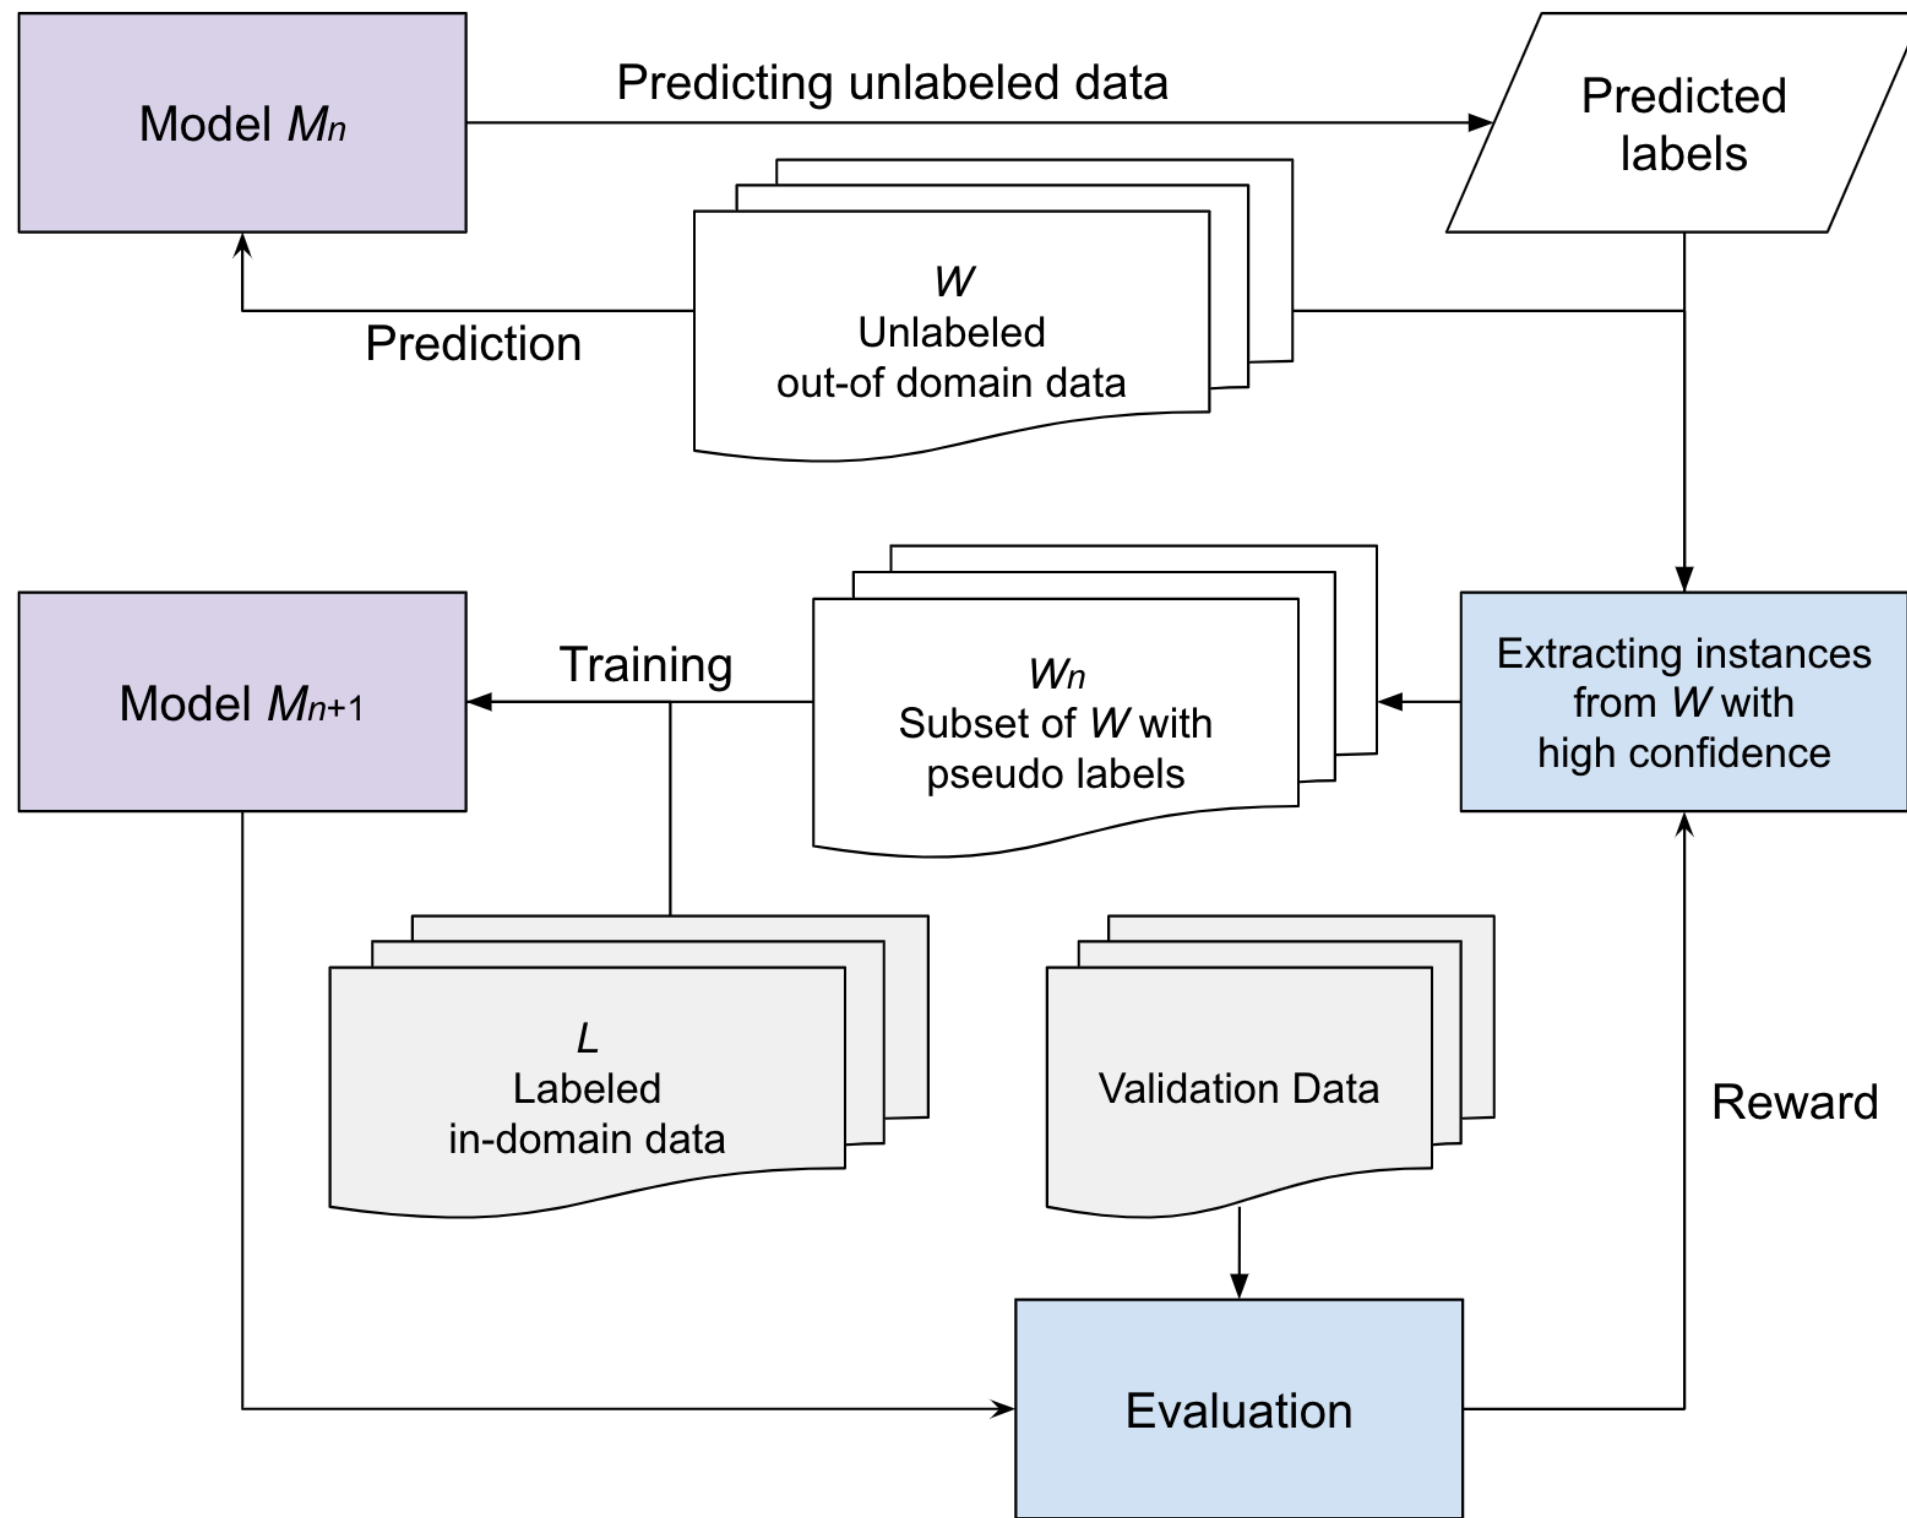 Model Mn
Predicting unlabeled data
Predicted
labels
W
Unlabeled
out-of domain data
Prediction
Model Mn+1
Training
Wn
Subset of W with
pseudo labels
Extracting instances
from W with
high confidence
L
Labeled
in-domain data
Validation Data
Reward
Evaluation